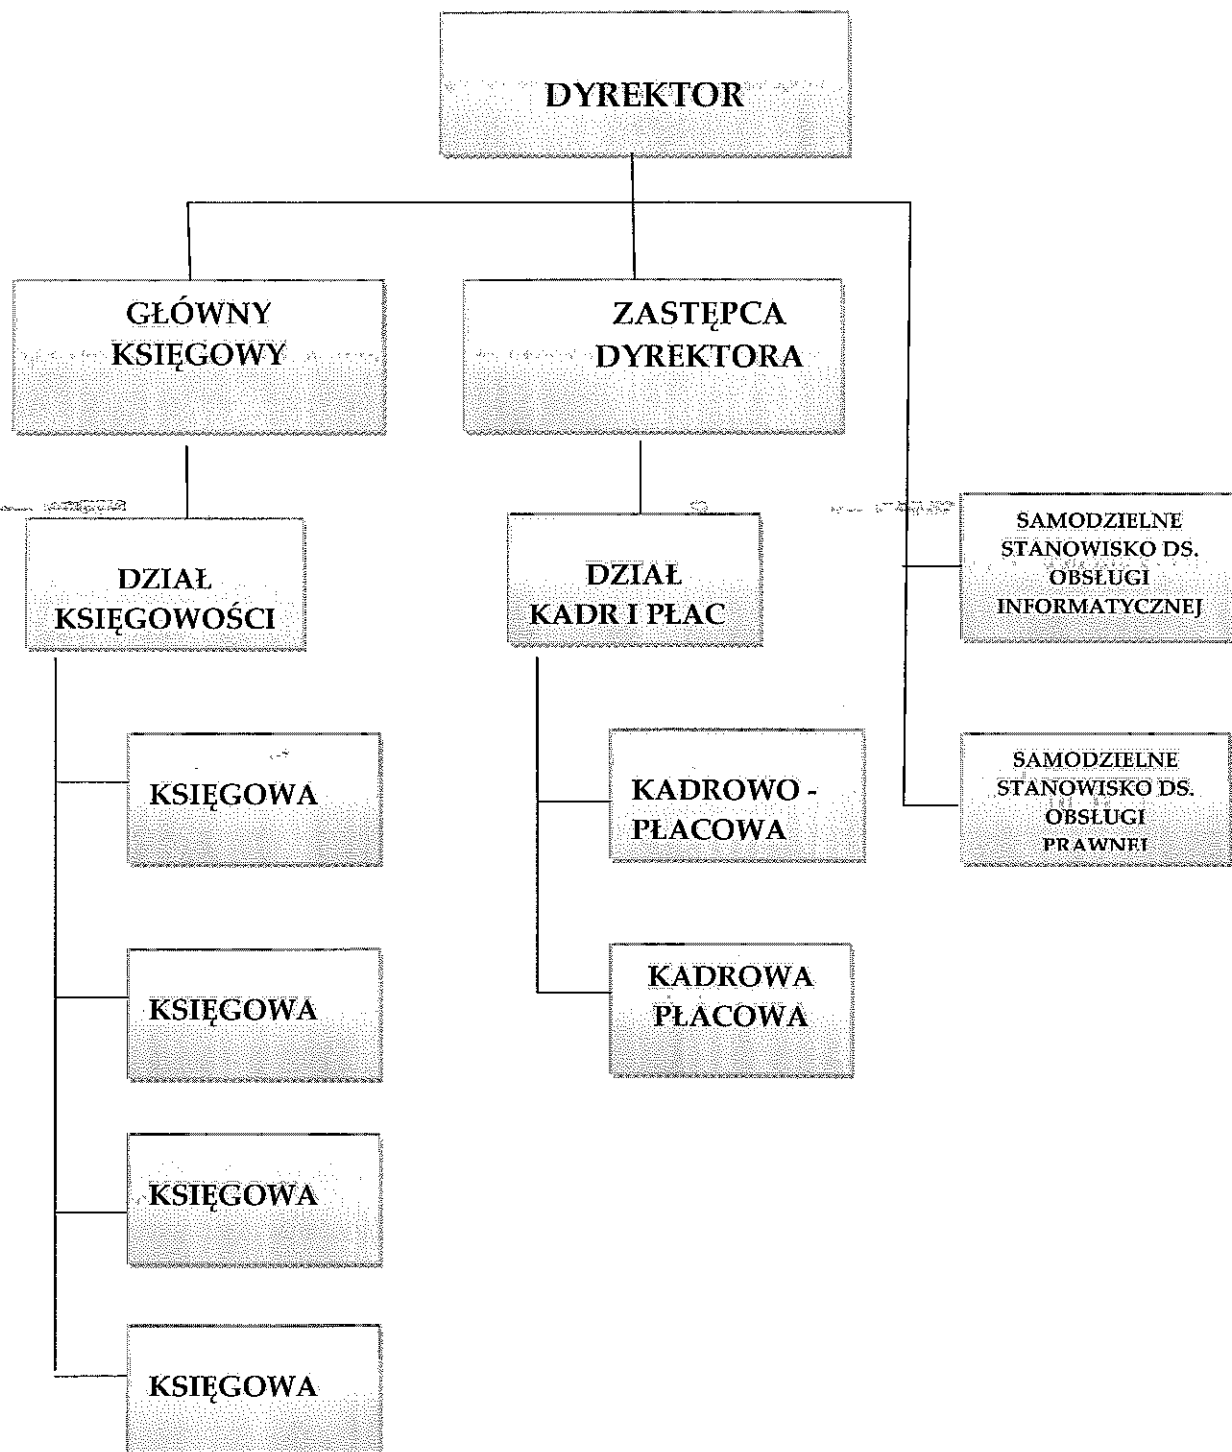 DYREKTOR
GŁÓWNY
KSIĘGOWY
ZASTĘPCA
DYREKTORA
DZIAŁ
KSIĘGOWOŚCI
DZIAŁ
KADR I PŁAC
SAMODZIELNE
STANOWISKO DS.
OBSŁUGI
INFORMATYCZNEJ
KSIĘGOWA
KADROWO -
PŁACOWA
SAMODZIELNE
STANOWISKO DS.
OBSŁUGI
PRAWNEJ
KSIĘGOWA
KADROWA
PŁACOWA
KSIĘGOWA
KSIĘGOWA